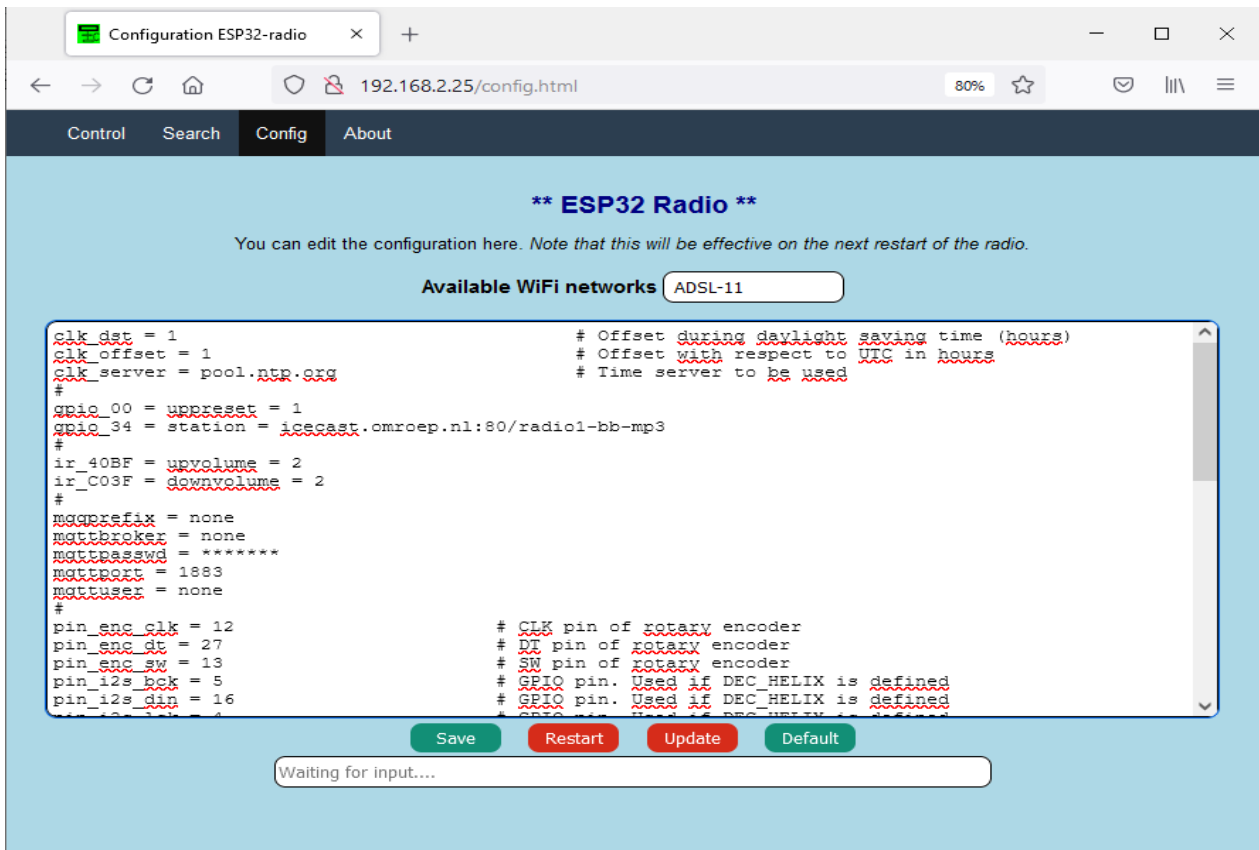 Configuration ESP32-radio
192.168.2.25/config.html 80%
Control Search Config About
** ESP32 Radio **
You can edit the configuration here. Note that this will be effective on the next restart of the radio.
Available WiFi networks ADSL-11
clk_dst = 1 # Offset during daylight saving time (hours)
clk_offset = 1 # Offset with respect to UTC in hours
clk_server = pool.ntp.org # Time server to be used
#
gpio_00 = uppreset = 1
gpio_34 = station = icecast.omroep.nl:80/radio1-bb-mp3
#
ir_40BF = upvolume = 2
ir_C03F = downvolume = 2
#
mqqprefix = none
mqttbroker = none
mqttpasswd = *******
mqttport = 1883
mqttuser = none
#
pin_enc_clk = 12 # CLK pin of rotary encoder
pin_enc_dt = 27 # DT pin of rotary encoder
pin_enc_sw = 13 # SW pin of rotary encoder
pin_i2s_bck = 5 # GPIO pin. Used if DEC_HELIX is defined
pin_i2s_din = 16 # GPIO pin. Used if DEC_HELIX is defined
Save Restart Update Default
Waiting for input....